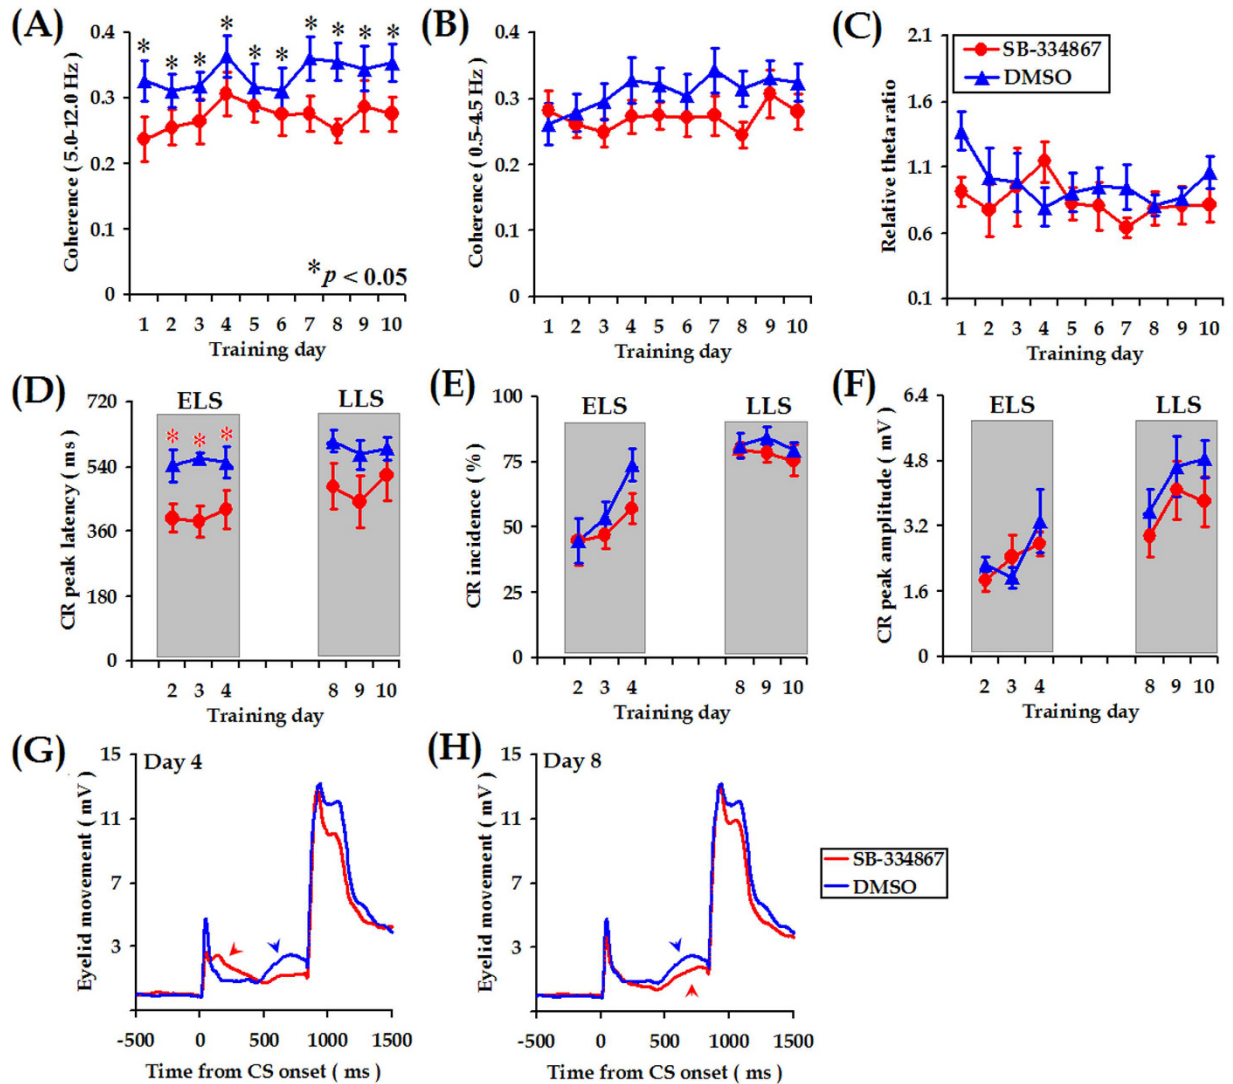 (A)
Coherence ( 5.0-12.0 Hz )
0.4
0.3
0.2
0.1
0
* * * * * * * * * *
* p < 0.05
1 2 3 4 5 6 7 8 9 10
Training day
(B)
Coherence ( 0.5-4.5 Hz )
0.4
0.3
0.2
0.1
0
1 2 3 4 5 6 7 8 9 10
Training day
(C)
Relative theta ratio
2.1
1.6
1.1
0.6
0.1
SB-334867
DMSO
1 2 3 4 5 6 7 8 9 10
Training day
(D)
CR peak latency ( ms )
720
540
360
180
0
ELS
LLS
* * *
2 3 4 8 9 10
Training day
(E)
CR incidence ( % )
100
75
50
25
0
ELS
LLS
2 3 4 8 9 10
Training day
(F)
CR peak amplitude ( mV )
6.4
4.8
3.2
1.6
0
ELS
LLS
2 3 4 8 9 10
Training day
(G)
Eyelid movement ( mV )
15
11
7
3
Day 4
-500 0 500 1000 1500
Time from CS onset ( ms )
(H)
Eyelid movement ( mV )
15
11
7
3
Day 8
-500 0 500 1000 1500
Time from CS onset ( ms )
SB-334867
DMSO